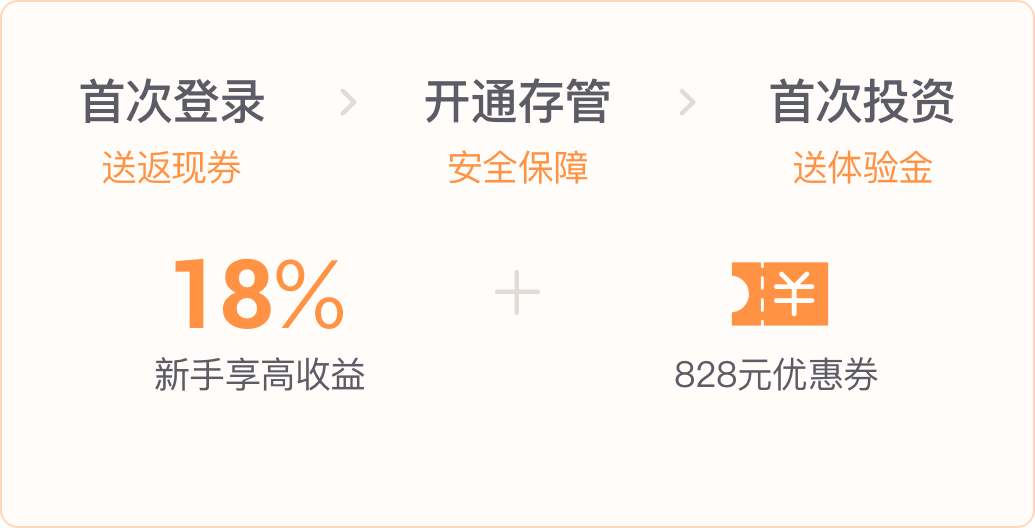 首次登录 > 开通存管 > 首次投资
送返现券 安全保障 送体验金
18% + ¥
新手享高收益 828元优惠券